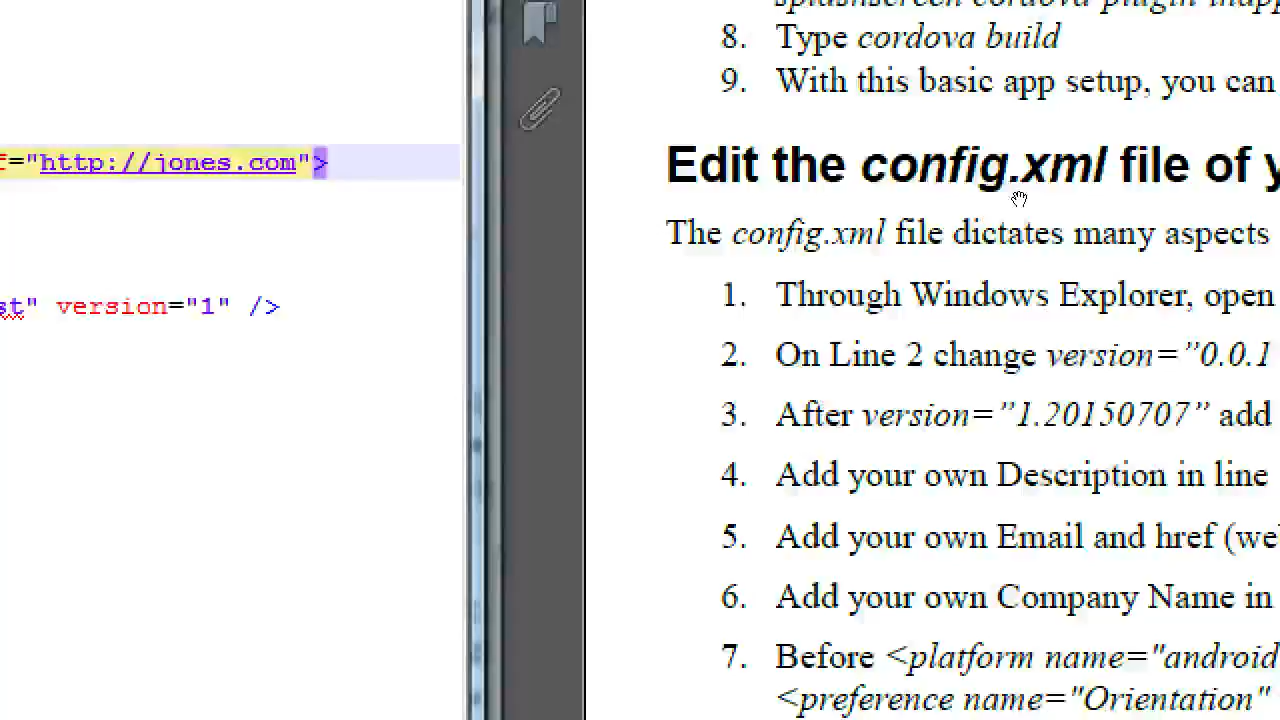 f="http://jones.com">
st" version="1" />
splashscreen cordova-plugin-inapp
8. Type cordova build
9. With this basic app setup, you can
Edit the config.xml file of y
The config.xml file dictates many aspects
1. Through Windows Explorer, open
2. On Line 2 change version=”0.0.1
3. After version=”1.20150707” add
4. Add your own Description in line
5. Add your own Email and href (we
6. Add your own Company Name in
7. Before <platform name="android
<preference name="Orientation"